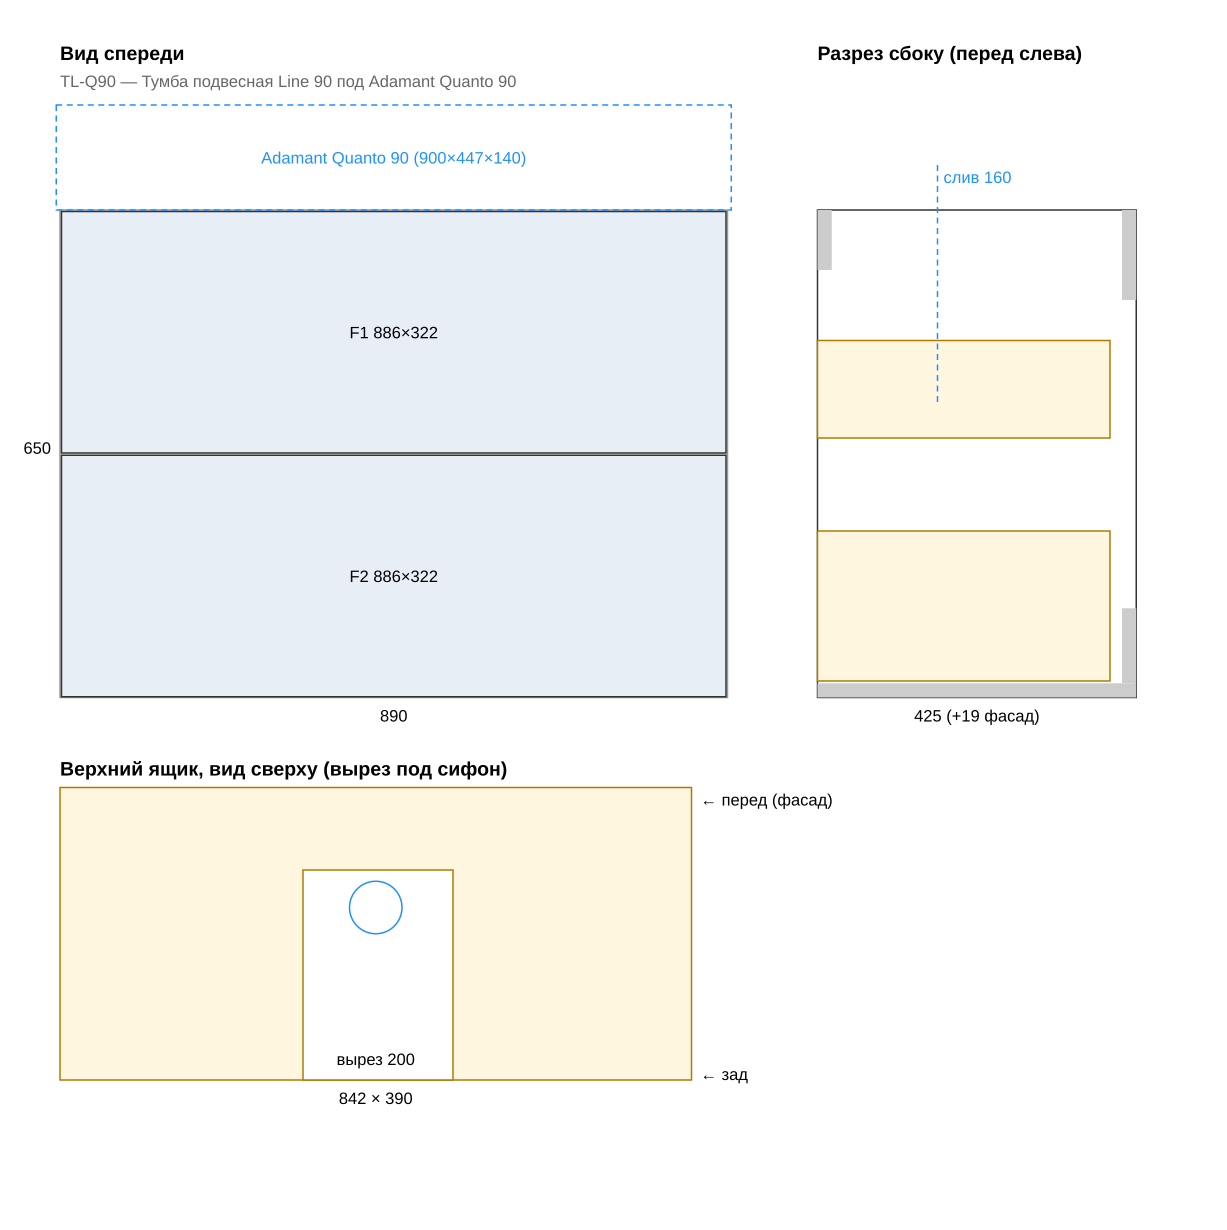 Вид спереди
TL-Q90 — Тумба подвесная Line 90 под Adamant Quanto 90
Adamant Quanto 90 (900×447×140)
F1 886×322
650
F2 886×322
890
Разрез сбоку (перед слева)
слив 160
425 (+19 фасад)
Верхний ящик, вид сверху (вырез под сифон)
← перед (фасад)
вырез 200
← зад
842 × 390